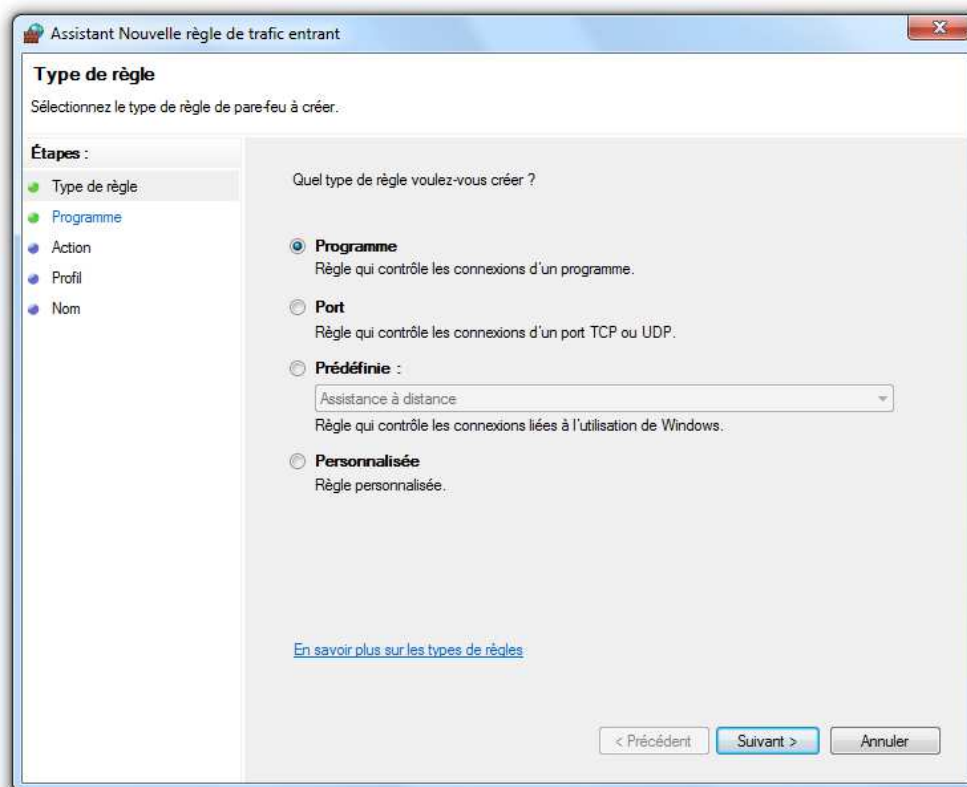 Assistant Nouvelle règle de trafic entrant
Type de règle
Sélectionnez le type de règle de pare-feu à créer.
Étapes :
Type de règle
Programme
Action
Profil
Nom
Quel type de règle voulez-vous créer ?
Programme
Règle qui contrôle les connexions d'un programme.
Port
Règle qui contrôle les connexions d'un port TCP ou UDP.
Prédéfinie :
Assistance à distance
Règle qui contrôle les connexions liées à l'utilisation de Windows.
Personnalisée
Règle personnalisée.
En savoir plus sur les types de règles
< Précédent
Suivant >
Annuler